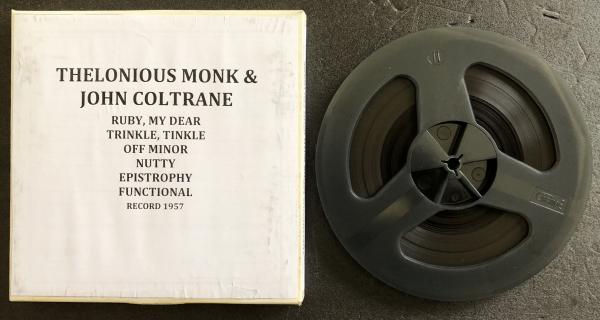 THELONIOUS MONK &
JOHN COLTRANE
RUBY, MY DEAR
TRINKLE, TINKLE
OFF MINOR
NUTTY
EPISTROPHY
FUNCTIONAL
RECORD 1957